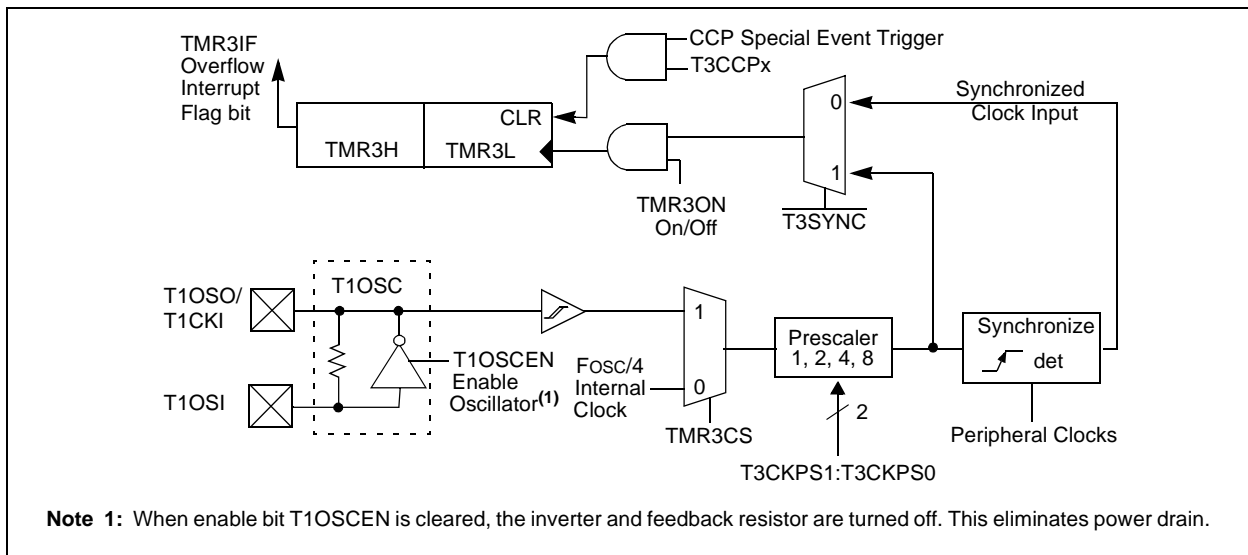 TMR3IF
Overflow
Interrupt
Flag bit
TMR3H
TMR3L
CLR
CCP Special Event Trigger
T3CCPx
TMR3ON
On/Off
0
1
T3SYNC
Synchronized
Clock Input
T1OSO/
T1CKI
T1OSI
T1OSC
T1OSCEN
Enable
Oscillator(1)
FOSC/4
Internal
Clock
1
0
TMR3CS
Prescaler
1, 2, 4, 8
2
T3CKPS1:T3CKPS0
Synchronize
det
Peripheral Clocks
Note 1: When enable bit T1OSCEN is cleared, the inverter and feedback resistor are turned off. This eliminates power drain.